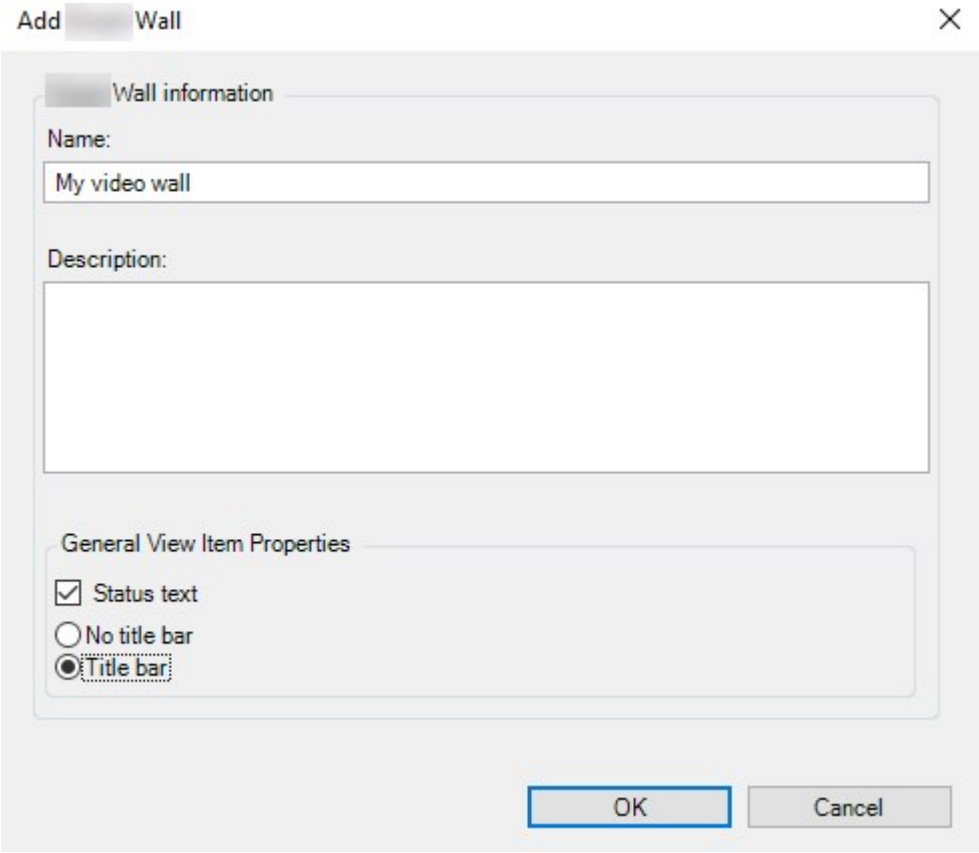 Add Wall
Wall information
Name:
My video wall
Description:
General View Item Properties
Status text
No title bar
Title bar
OK
Cancel